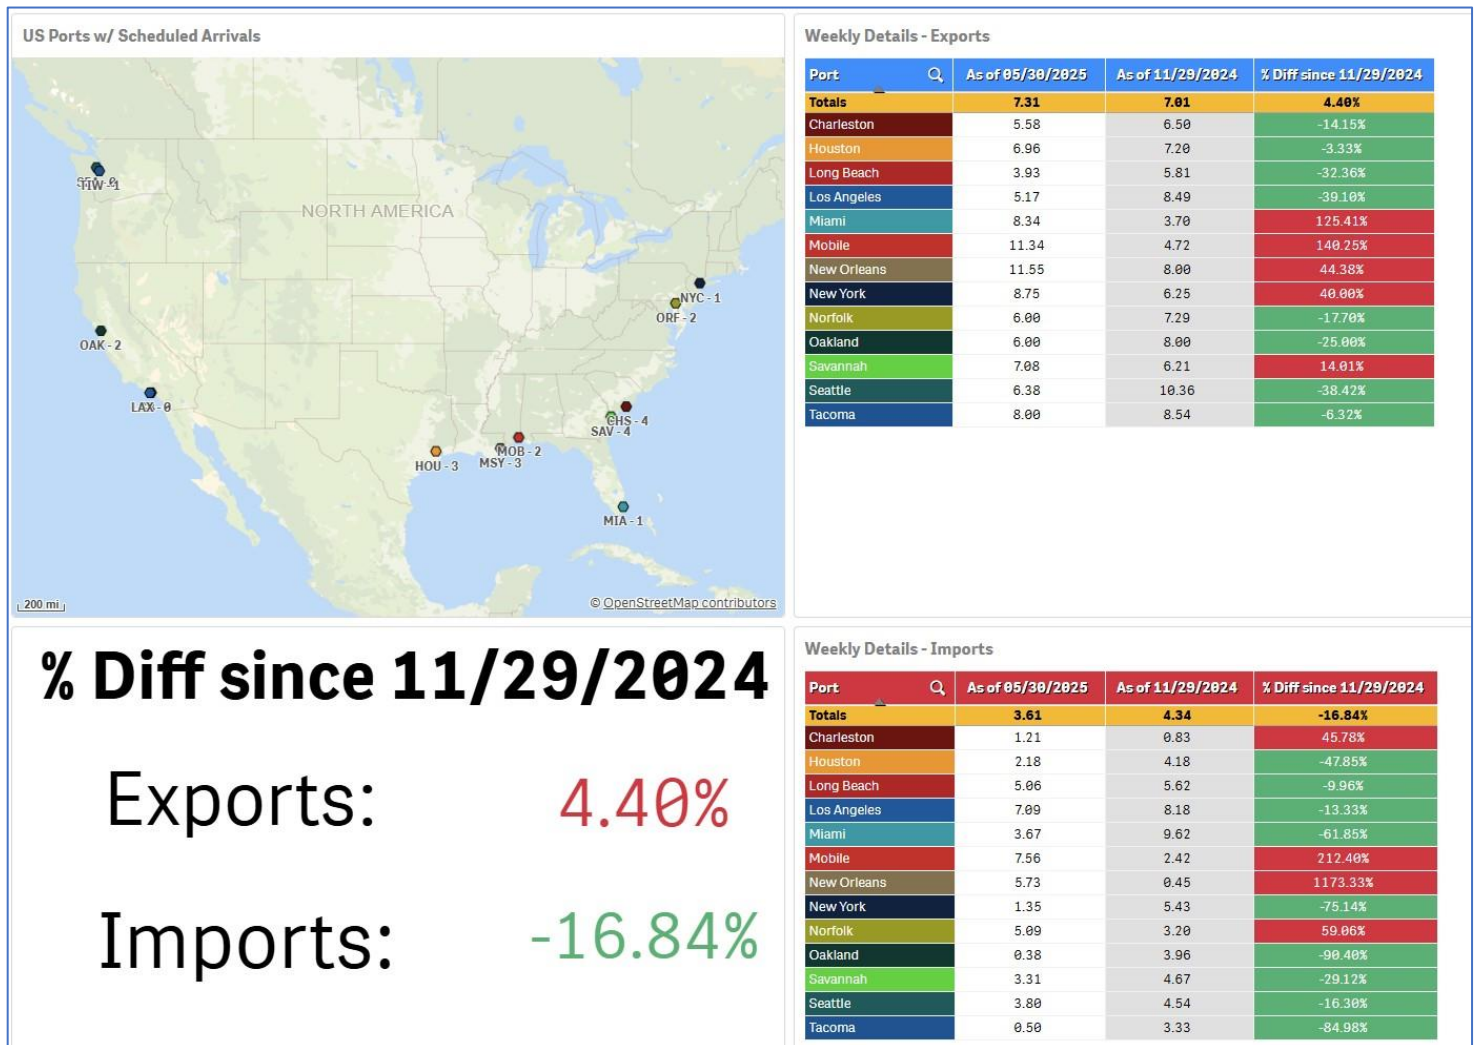 US Ports w/ Scheduled Arrivals
NORTH AMERICA
TIW - 1
OAK - 2
LAX - 0
NYC - 1
ORF - 2
CHS - 4
SAV - 4
MOB - 2
MSY - 3
HOU - 3
MIA - 1
200 mi
© OpenStreetMap contributors
Weekly Details - Exports
Port As of 05/30/2025 As of 11/29/2024 % Diff since 11/29/2024
Totals 7.31 7.01 4.40%
Charleston 5.58 6.50 -14.15%
Houston 6.96 7.20 -3.33%
Long Beach 3.93 5.81 -32.36%
Los Angeles 5.17 8.49 -39.10%
Miami 8.34 3.70 125.41%
Mobile 11.34 4.72 140.25%
New Orleans 11.55 8.00 44.38%
New York 8.75 6.25 40.00%
Norfolk 6.00 7.29 -17.70%
Oakland 6.00 8.00 -25.00%
Savannah 7.08 6.21 14.01%
Seattle 6.38 10.36 -38.42%
Tacoma 8.00 8.54 -6.32%
% Diff since 11/29/2024
Exports: 4.40%
Imports: -16.84%
Weekly Details - Imports
Port As of 05/30/2025 As of 11/29/2024 % Diff since 11/29/2024
Totals 3.61 4.34 -16.84%
Charleston 1.21 0.83 45.78%
Houston 2.18 4.18 -47.85%
Long Beach 5.06 5.62 -9.96%
Los Angeles 7.09 8.18 -13.33%
Miami 3.67 9.62 -61.85%
Mobile 7.56 2.42 212.40%
New Orleans 5.73 0.45 1173.33%
New York 1.35 5.43 -75.14%
Norfolk 5.09 3.20 59.06%
Oakland 0.38 3.96 -90.40%
Savannah 3.31 4.67 -29.12%
Seattle 3.80 4.54 -16.30%
Tacoma 0.50 3.33 -84.98%